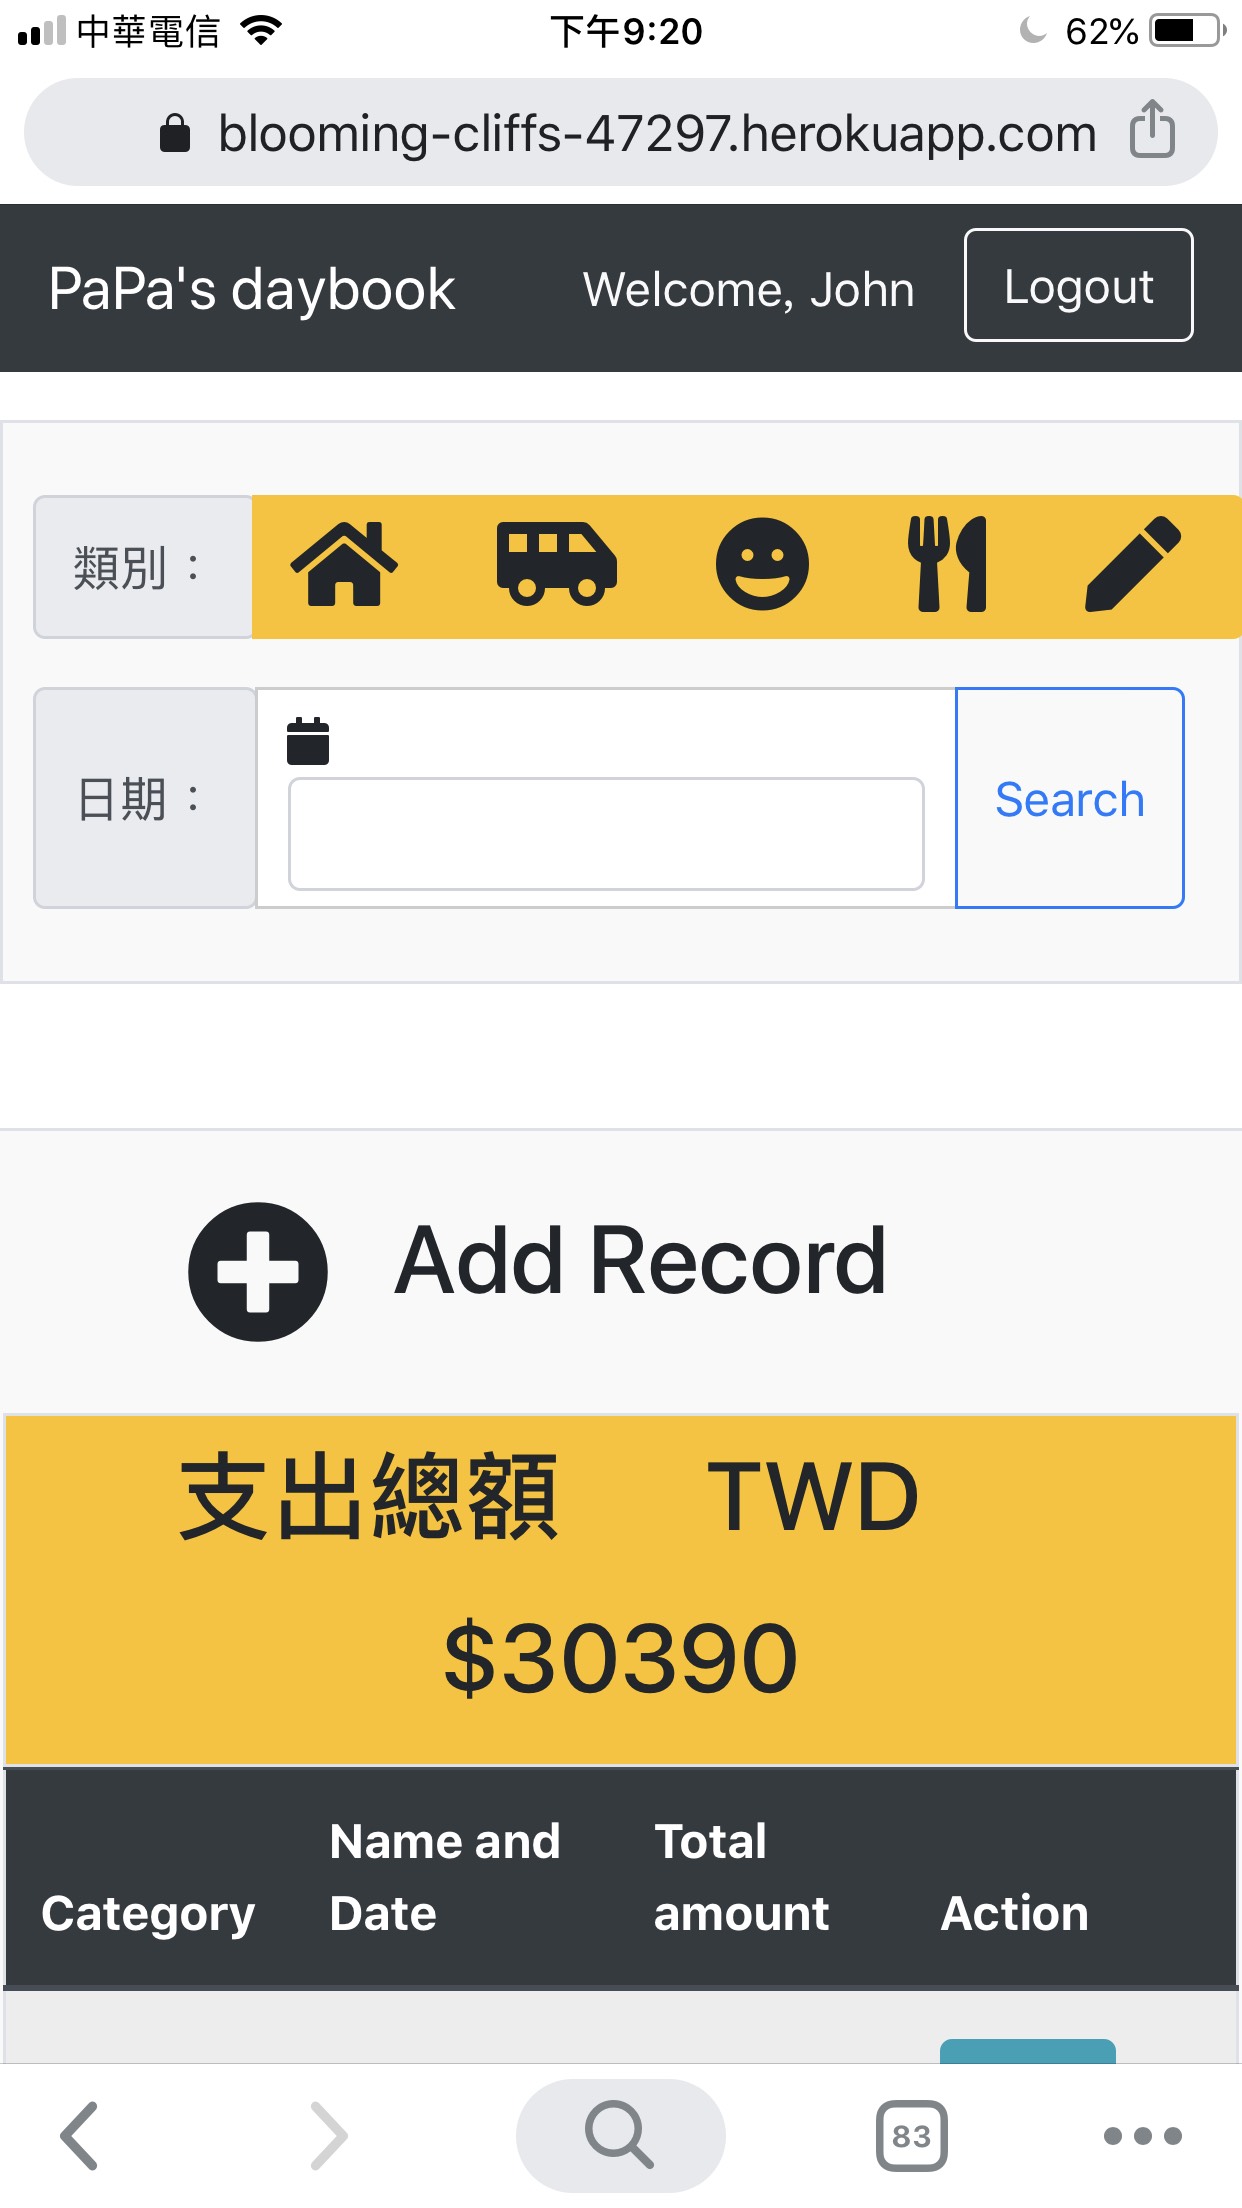 中華電信 下午9:20 62%
blooming-cliffs-47297.herokuapp.com
PaPa's daybook Welcome, John Logout
類別：
日期： Search
Add Record
支出總額 TWD
$30390
Category Name and Date Total amount Action
83